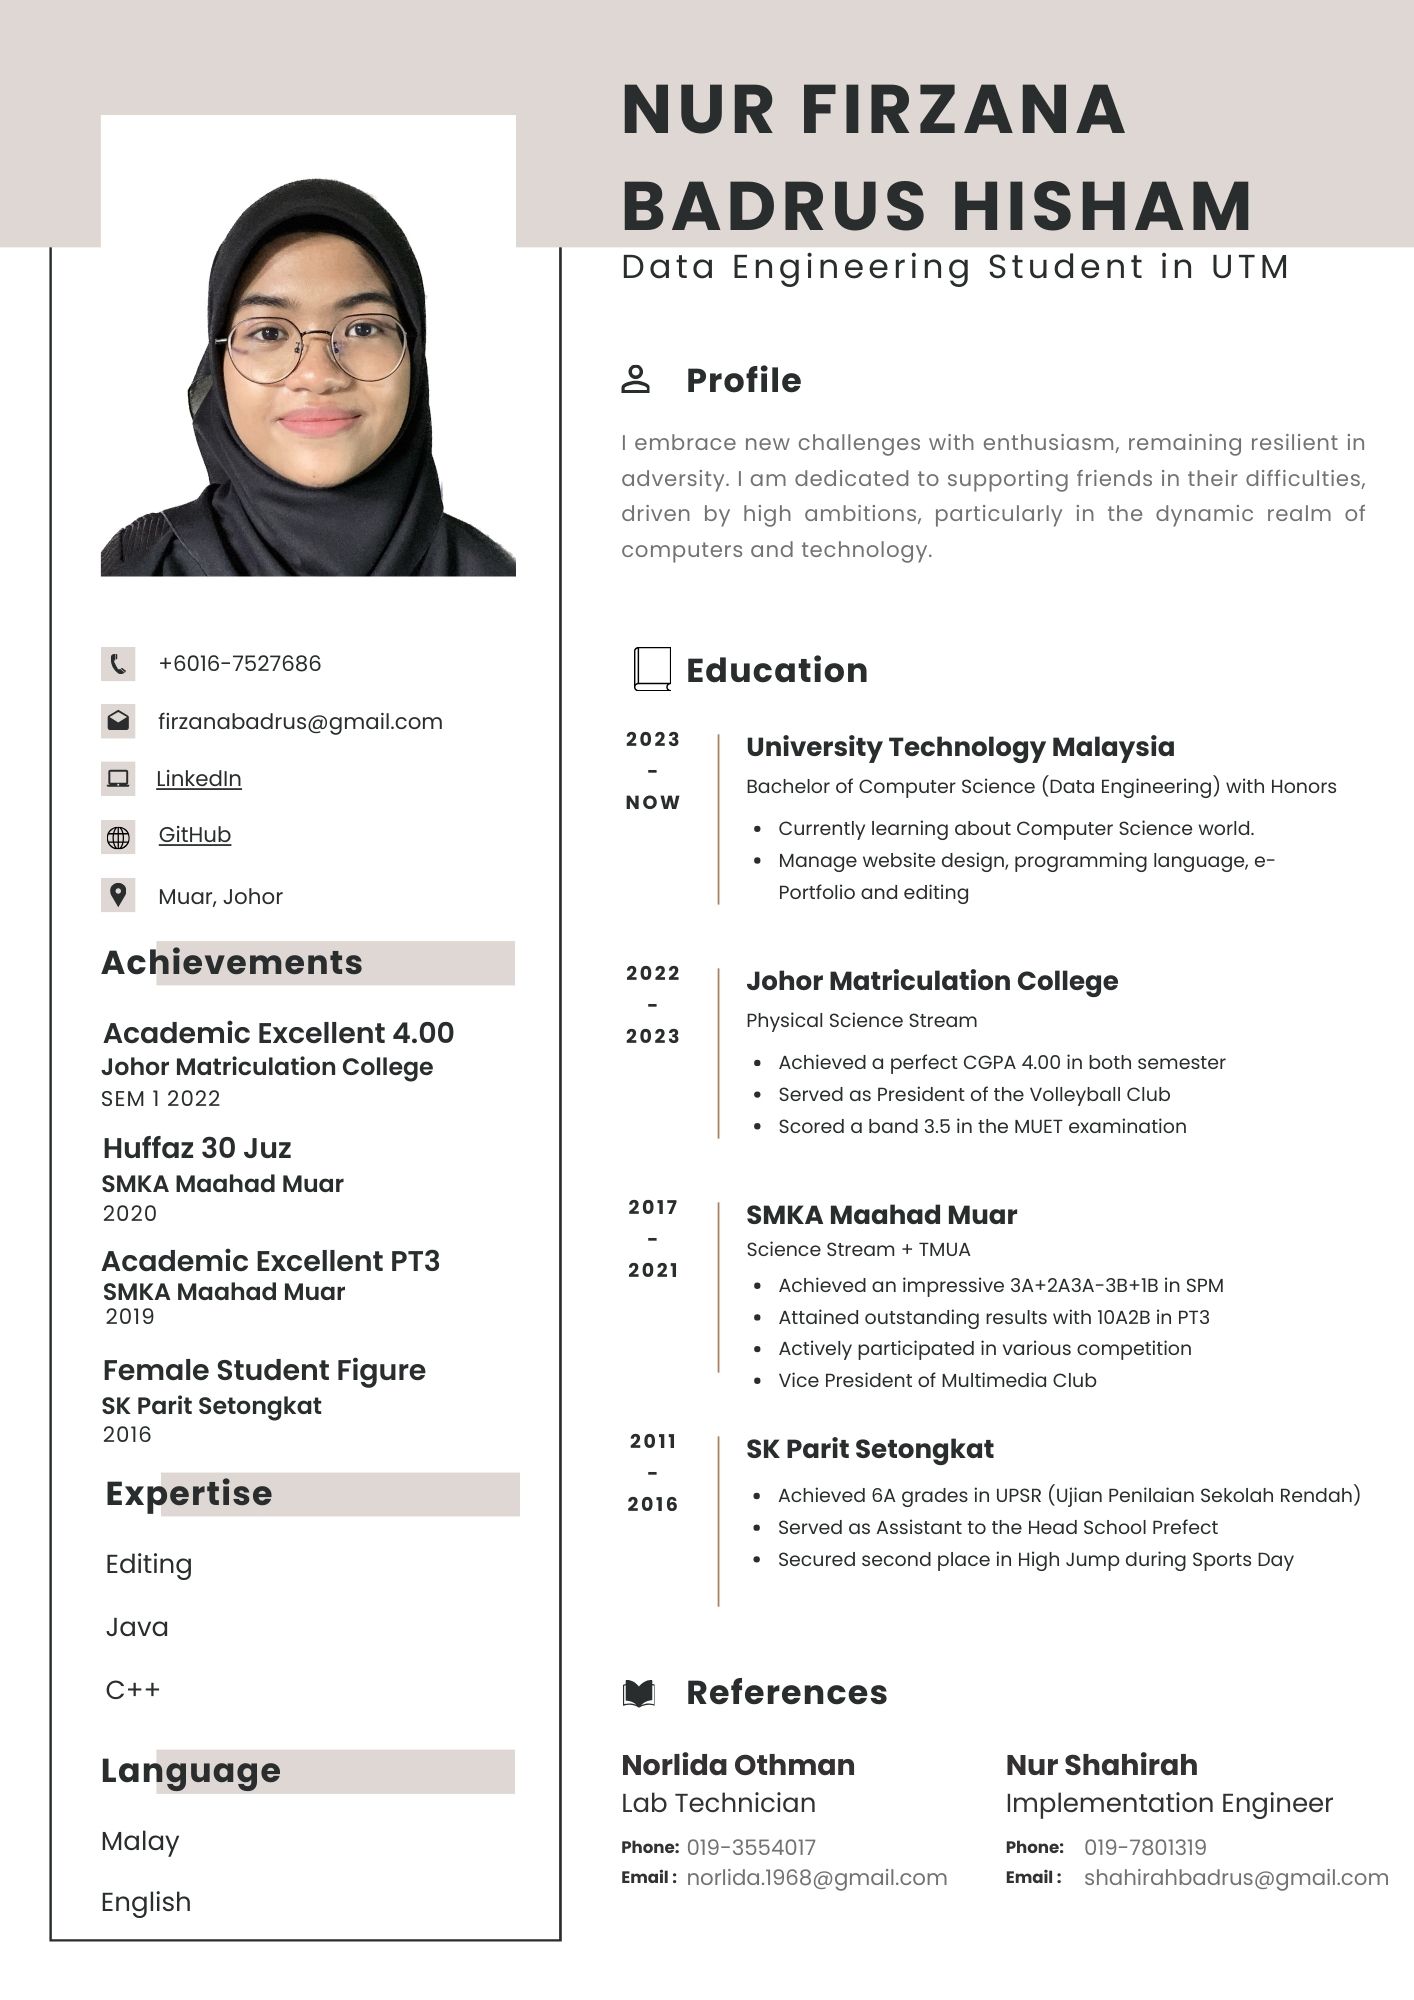 NUR FIRZANA
BADRUS HISHAM
Data Engineering Student in UTM
+6016-7527686
firzanabadrus@gmail.com
LinkedIn
GitHub
Muar, Johor
Achievements
Academic Excellent 4.00
Johor Matriculation College
SEM 1 2022
Huffaz 30 Juz
SMKA Maahad Muar
2020
Academic Excellent PT3
SMKA Maahad Muar
2019
Female Student Figure
SK Parit Setongkat
2016
Expertise
Editing
Java
C++
Language
Malay
English
Profile
I embrace new challenges with enthusiasm, remaining resilient in
adversity. I am dedicated to supporting friends in their difficulties,
driven by high ambitions, particularly in the dynamic realm of
computers and technology.
Education
2023
-
NOW
University Technology Malaysia
Bachelor of Computer Science (Data Engineering) with Honors
• Currently learning about Computer Science world.
• Manage website design, programming language, e-
Portfolio and editing
2022
-
2023
Johor Matriculation College
Physical Science Stream
• Achieved a perfect CGPA 4.00 in both semester
• Served as President of the Volleyball Club
• Scored a band 3.5 in the MUET examination
2017
-
2021
SMKA Maahad Muar
Science Stream + TMUA
• Achieved an impressive 3A+2A3A-3B+1B in SPM
• Attained outstanding results with 10A2B in PT3
• Actively participated in various competition
• Vice President of Multimedia Club
2011
-
2016
SK Parit Setongkat
• Achieved 6A grades in UPSR (Ujian Penilaian Sekolah Rendah)
• Served as Assistant to the Head School Prefect
• Secured second place in High Jump during Sports Day
References
Norlida Othman
Lab Technician
Phone: 019-3554017
Email : norlida.1968@gmail.com
Nur Shahirah
Implementation Engineer
Phone: 019-7801319
Email : shahirahbadrus@gmail.com